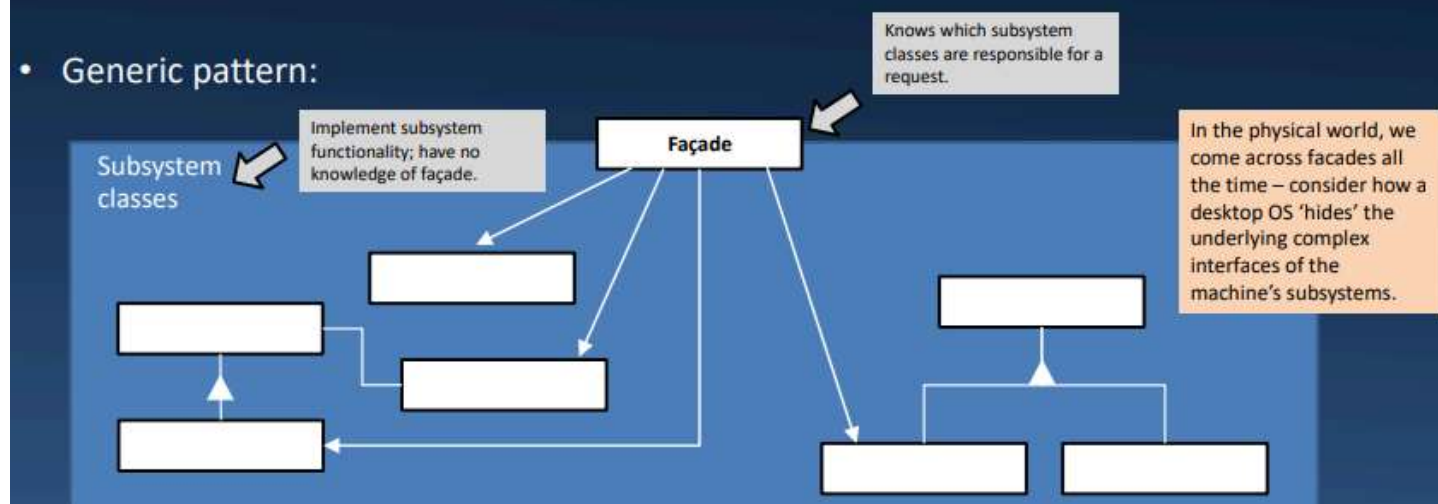 • Generic pattern:
Knows which subsystem
classes are responsible for a
request.
Implement subsystem
functionality; have no
knowledge of façade.
Façade
Subsystem
classes
In the physical world, we
come across facades all
the time – consider how a
desktop OS ‘hides’ the
underlying complex
interfaces of the
machine’s subsystems.